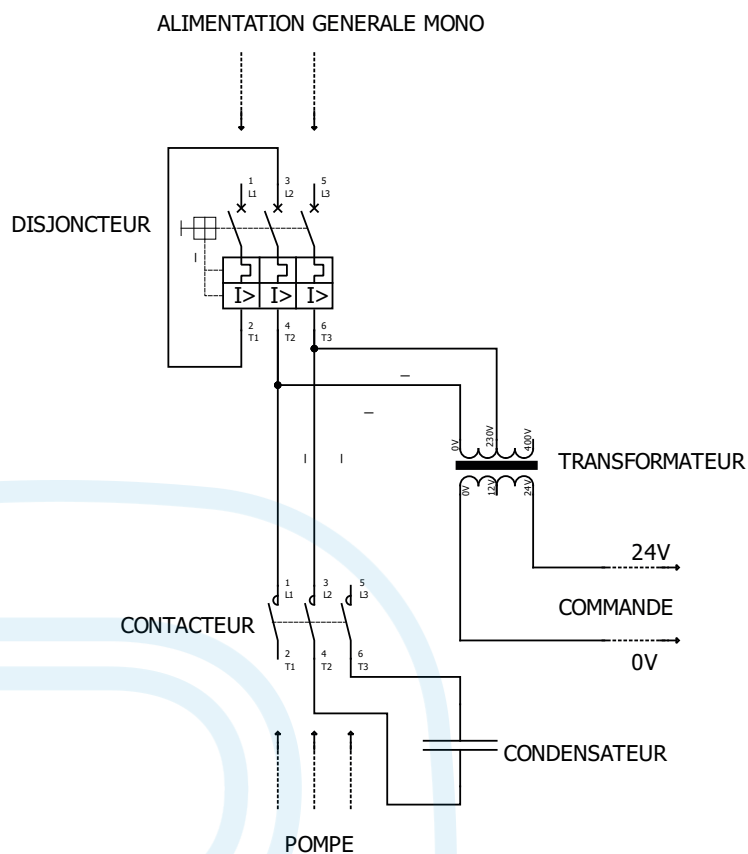 ALIMENTATION GENERALE MONO
1 3 5
L1 L2 L3
DISJONCTEUR
I> I> I>
2 4 6
T1 T2 T3
0V 230V 400V
TRANSFORMATEUR
0V 12V 24V
24V
COMMANDE
0V
1 3 5
L1 L2 L3
CONTACTEUR
2 4 6
T1 T2 T3
CONDENSATEUR
POMPE